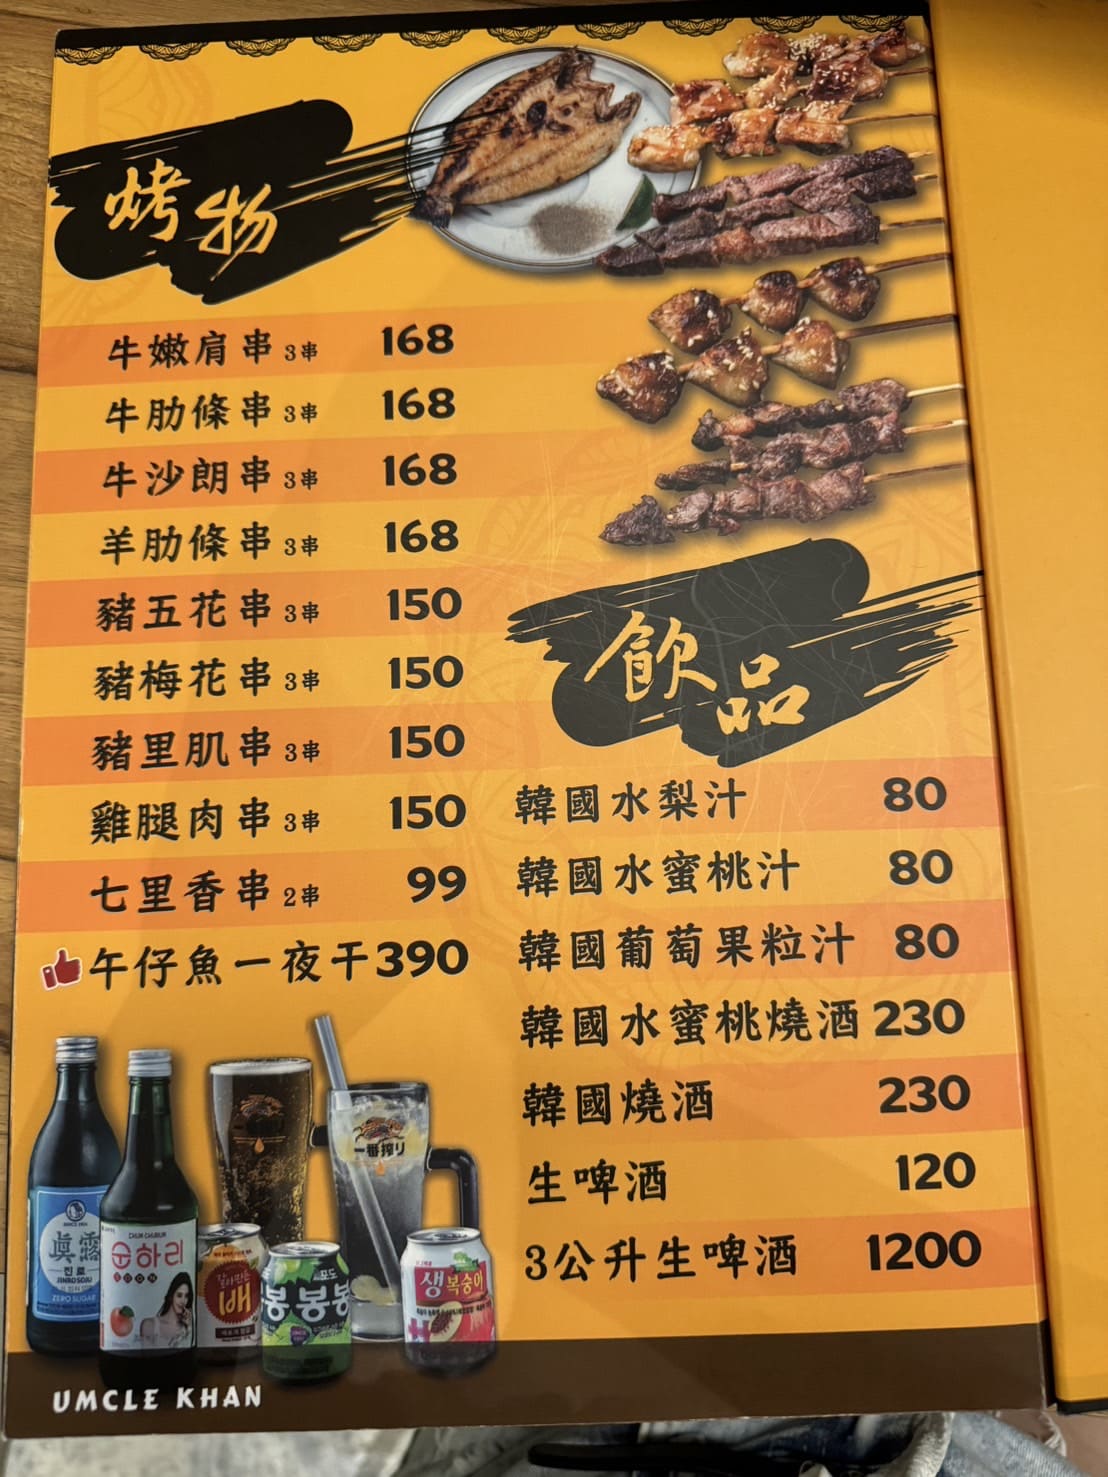 烤物
牛嫩肩串 3串 168
牛肋條串 3串 168
牛沙朗串 3串 168
羊肋條串 3串 168
豬五花串 3串 150
豬梅花串 3串 150
豬里肌串 3串 150
雞腿肉串 3串 150
七里香串 2串 99
午仔魚一夜干 390
飲品
韓國水梨汁 80
韓國水蜜桃汁 80
韓國葡萄果粒汁 80
韓國水蜜桃燒酒 230
韓國燒酒 230
生啤酒 120
3公升生啤酒 1200
眞露
진로
JINRO SOJU
ZERO SUGAR
순하리
배
포도
봉봉봉
생복숭아
一番搾り
UMCLE KHAN